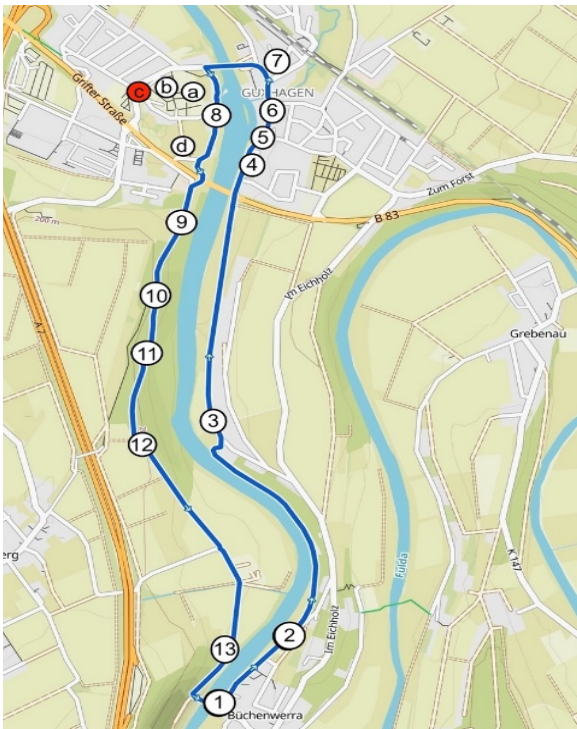 7
b
a
c
GUXHAGEN
Grifter Straße
6
8
5
d
4
Zum Forst
B 83
200 m
9
Im Eichholz
10
A 7
Grebenau
11
3
12
K 147
erg
Fulda
Im Eichholz
2
13
1
Büchenwerra